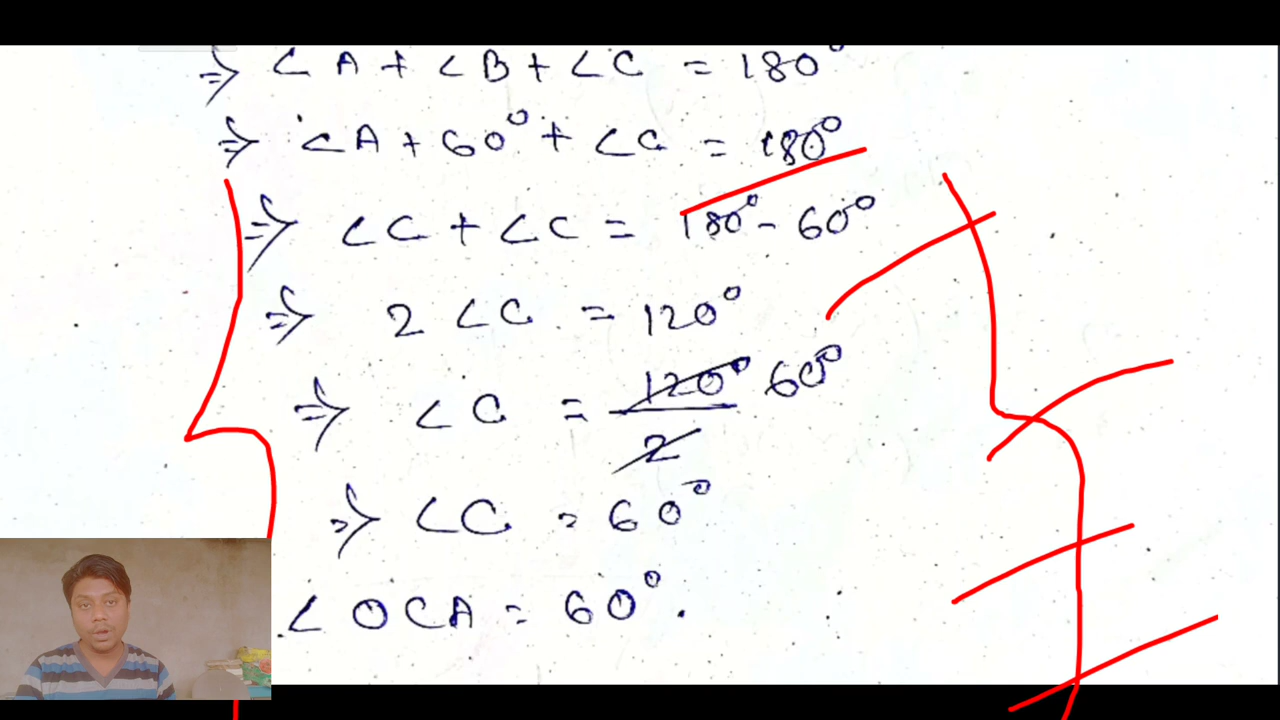 ⇒ ∠A + ∠B + ∠C = 180°
⇒ ∠A + 60° + ∠C = 180°
⇒ ∠C + ∠C = 180° - 60°
⇒ 2 ∠C = 120°
⇒ ∠C = 120°/2 60°
⇒ ∠C = 60°
∠OCA = 60°.